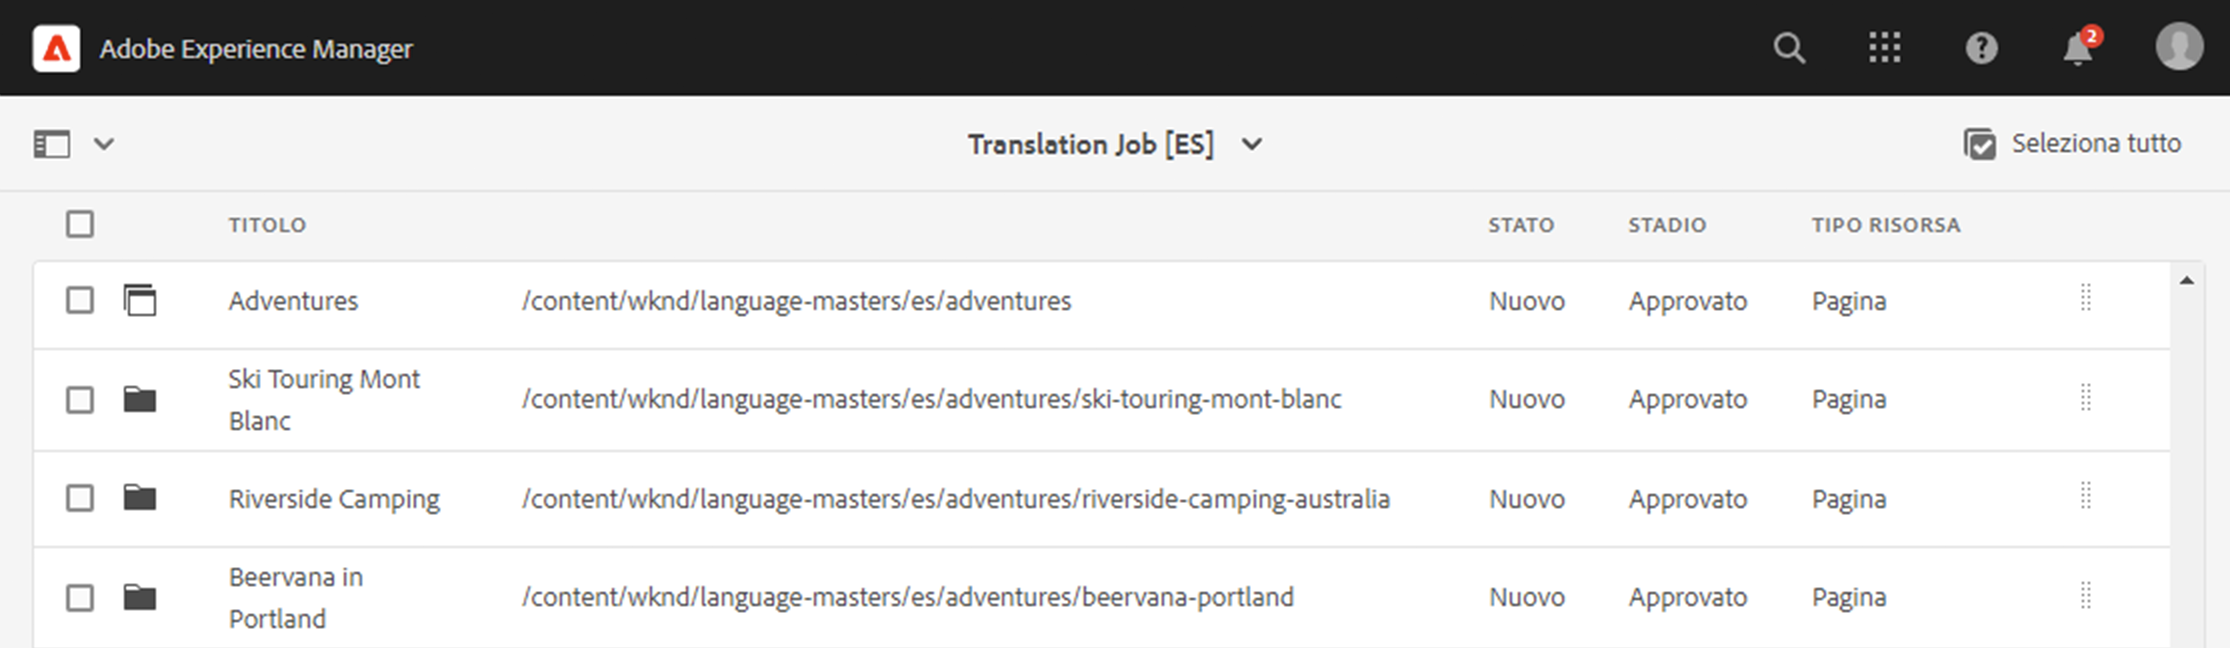 Adobe Experience Manager
2
Translation Job [ES]
Seleziona tutto
TITOLO STATO STADIO TIPO RISORSA
Adventures /content/wknd/language-masters/es/adventures Nuovo Approvato Pagina
Ski Touring Mont
Blanc
/content/wknd/language-masters/es/adventures/ski-touring-mont-blanc Nuovo Approvato Pagina
Riverside Camping /content/wknd/language-masters/es/adventures/riverside-camping-australia Nuovo Approvato Pagina
Beervana in
Portland
/content/wknd/language-masters/es/adventures/beervana-portland Nuovo Approvato Pagina